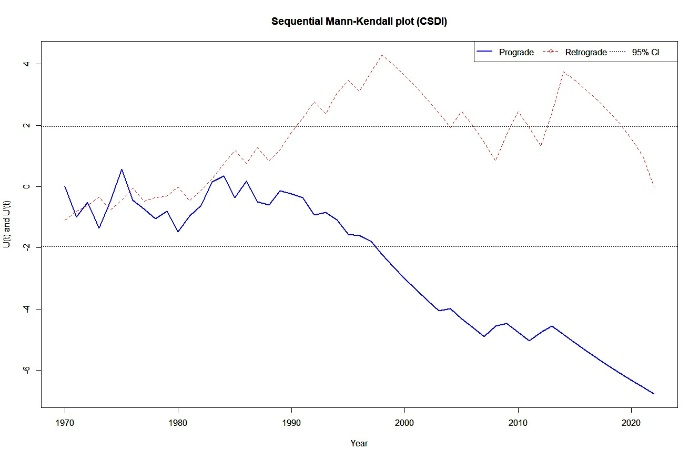 Sequential Mann-Kendall plot (CSDI)
Prograde Retrograde 95% CI
U(t) and U'(t)
4
2
0
-2
-4
-6
1970 1980 1990 2000 2010 2020
Year